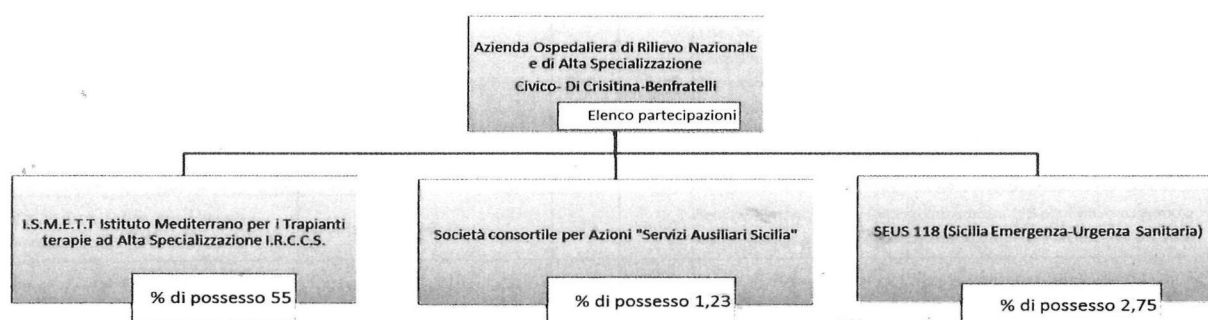 Azienda Ospedaliera di Rilievo Nazionale
e di Alta Specializzazione
Civico- Di Crisitina-Benfratelli
Elenco partecipazioni
I.S.M.E.T.T Istituto Mediterrano per i Trapianti
terapie ad Alta Specializzazione I.R.C.C.S.
% di possesso 55
Società consortile per Azioni "Servizi Ausiliari Sicilia"
% di possesso 1,23
SEUS 118 (Sicilia Emergenza-Urgenza Sanitaria)
% di possesso 2,75